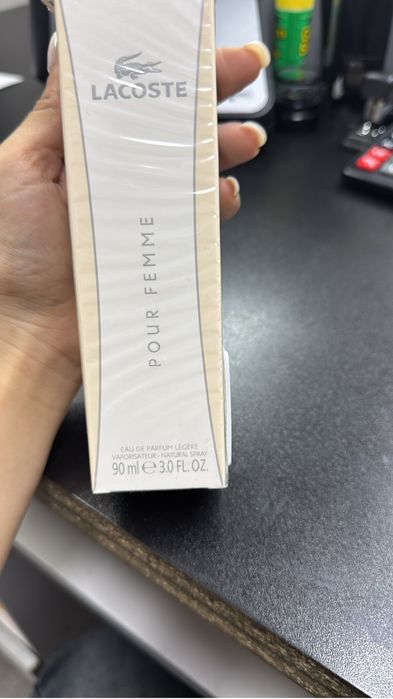 LACOSTE
POUR FEMME
EAU DE PARFUM LÉGÈRE
VAPORISATEUR - NATURAL SPRAY
90 ml ℮ 3.0 FL. OZ.